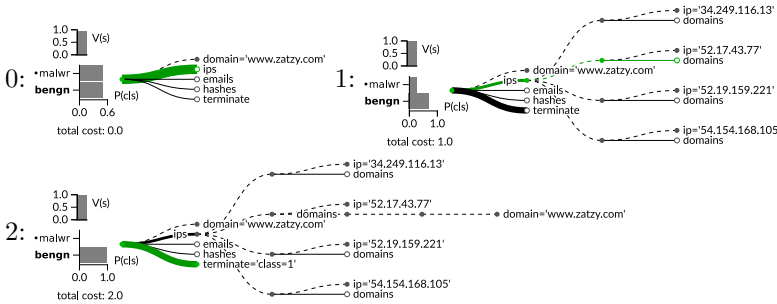 0:
1.0
0.5
0.0
V(s)
•malwr
bengn
P(cls)
0.0 0.6
total cost: 0.0
domain='www.zatzy.com'
ips
emails
hashes
terminate
1:
1.0
0.5
0.0
V(s)
•malwr
bengn
P(cls)
0.0 1.0
total cost: 1.0
domain='www.zatzy.com'
ips
emails
hashes
terminate
ip='34.249.116.13'
domains
ip='52.17.43.77'
domains
ip='52.19.159.221'
domains
ip='54.154.168.105
domains
2:
1.0
0.5
0.0
V(s)
•malwr
bengn
P(cls)
0.0 1.0
total cost: 2.0
domain='www.zatzy.com'
ips
emails
hashes
terminate='class=1'
ip='34.249.116.13'
domains
ip='52.17.43.77'
domains
domain='www.zatzy.com'
ip='52.19.159.221'
domains
ip='54.154.168.105'
domains